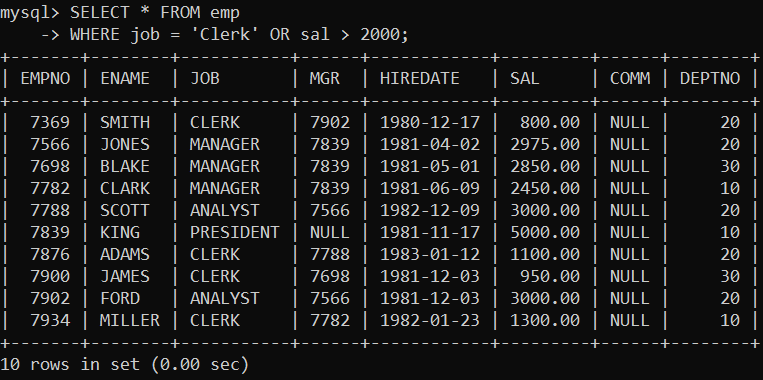 mysql> SELECT * FROM emp
    -> WHERE job = 'Clerk' OR sal > 2000;
+-------+--------+-----------+------+------------+---------+------+--------+
| EMPNO | ENAME  | JOB       | MGR  | HIREDATE   | SAL     | COMM | DEPTNO |
+-------+--------+-----------+------+------------+---------+------+--------+
|  7369 | SMITH  | CLERK     | 7902 | 1980-12-17 |  800.00 | NULL |     20 |
|  7566 | JONES  | MANAGER   | 7839 | 1981-04-02 | 2975.00 | NULL |     20 |
|  7698 | BLAKE  | MANAGER   | 7839 | 1981-05-01 | 2850.00 | NULL |     30 |
|  7782 | CLARK  | MANAGER   | 7839 | 1981-06-09 | 2450.00 | NULL |     10 |
|  7788 | SCOTT  | ANALYST   | 7566 | 1982-12-09 | 3000.00 | NULL |     20 |
|  7839 | KING   | PRESIDENT | NULL | 1981-11-17 | 5000.00 | NULL |     10 |
|  7876 | ADAMS  | CLERK     | 7788 | 1983-01-12 | 1100.00 | NULL |     20 |
|  7900 | JAMES  | CLERK     | 7698 | 1981-12-03 |  950.00 | NULL |     30 |
|  7902 | FORD   | ANALYST   | 7566 | 1981-12-03 | 3000.00 | NULL |     20 |
|  7934 | MILLER | CLERK     | 7782 | 1982-01-23 | 1300.00 | NULL |     10 |
+-------+--------+-----------+------+------------+---------+------+--------+
10 rows in set (0.00 sec)